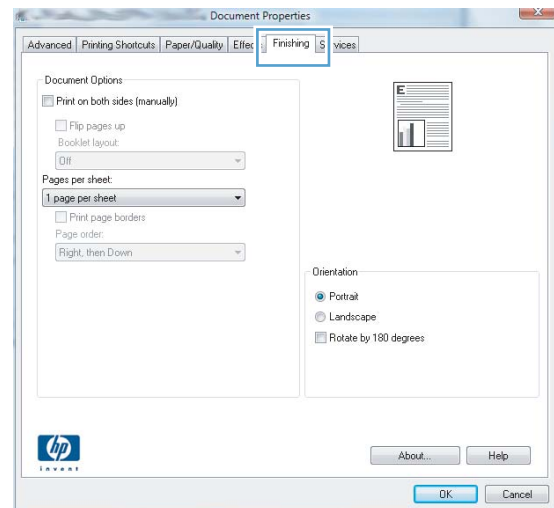 Document Properties
Advanced Printing Shortcuts Paper/Quality Finishing
Document Options
Print on both sides (manually)
Flip pages up
Booklet layout:
Off
Pages per sheet:
1 page per sheet
Print page borders
Page order:
Right, then Down
E
Orientation
Portrait
Landscape
Rotate by 180 degrees
hp
invent
About... Help
OK Cancel